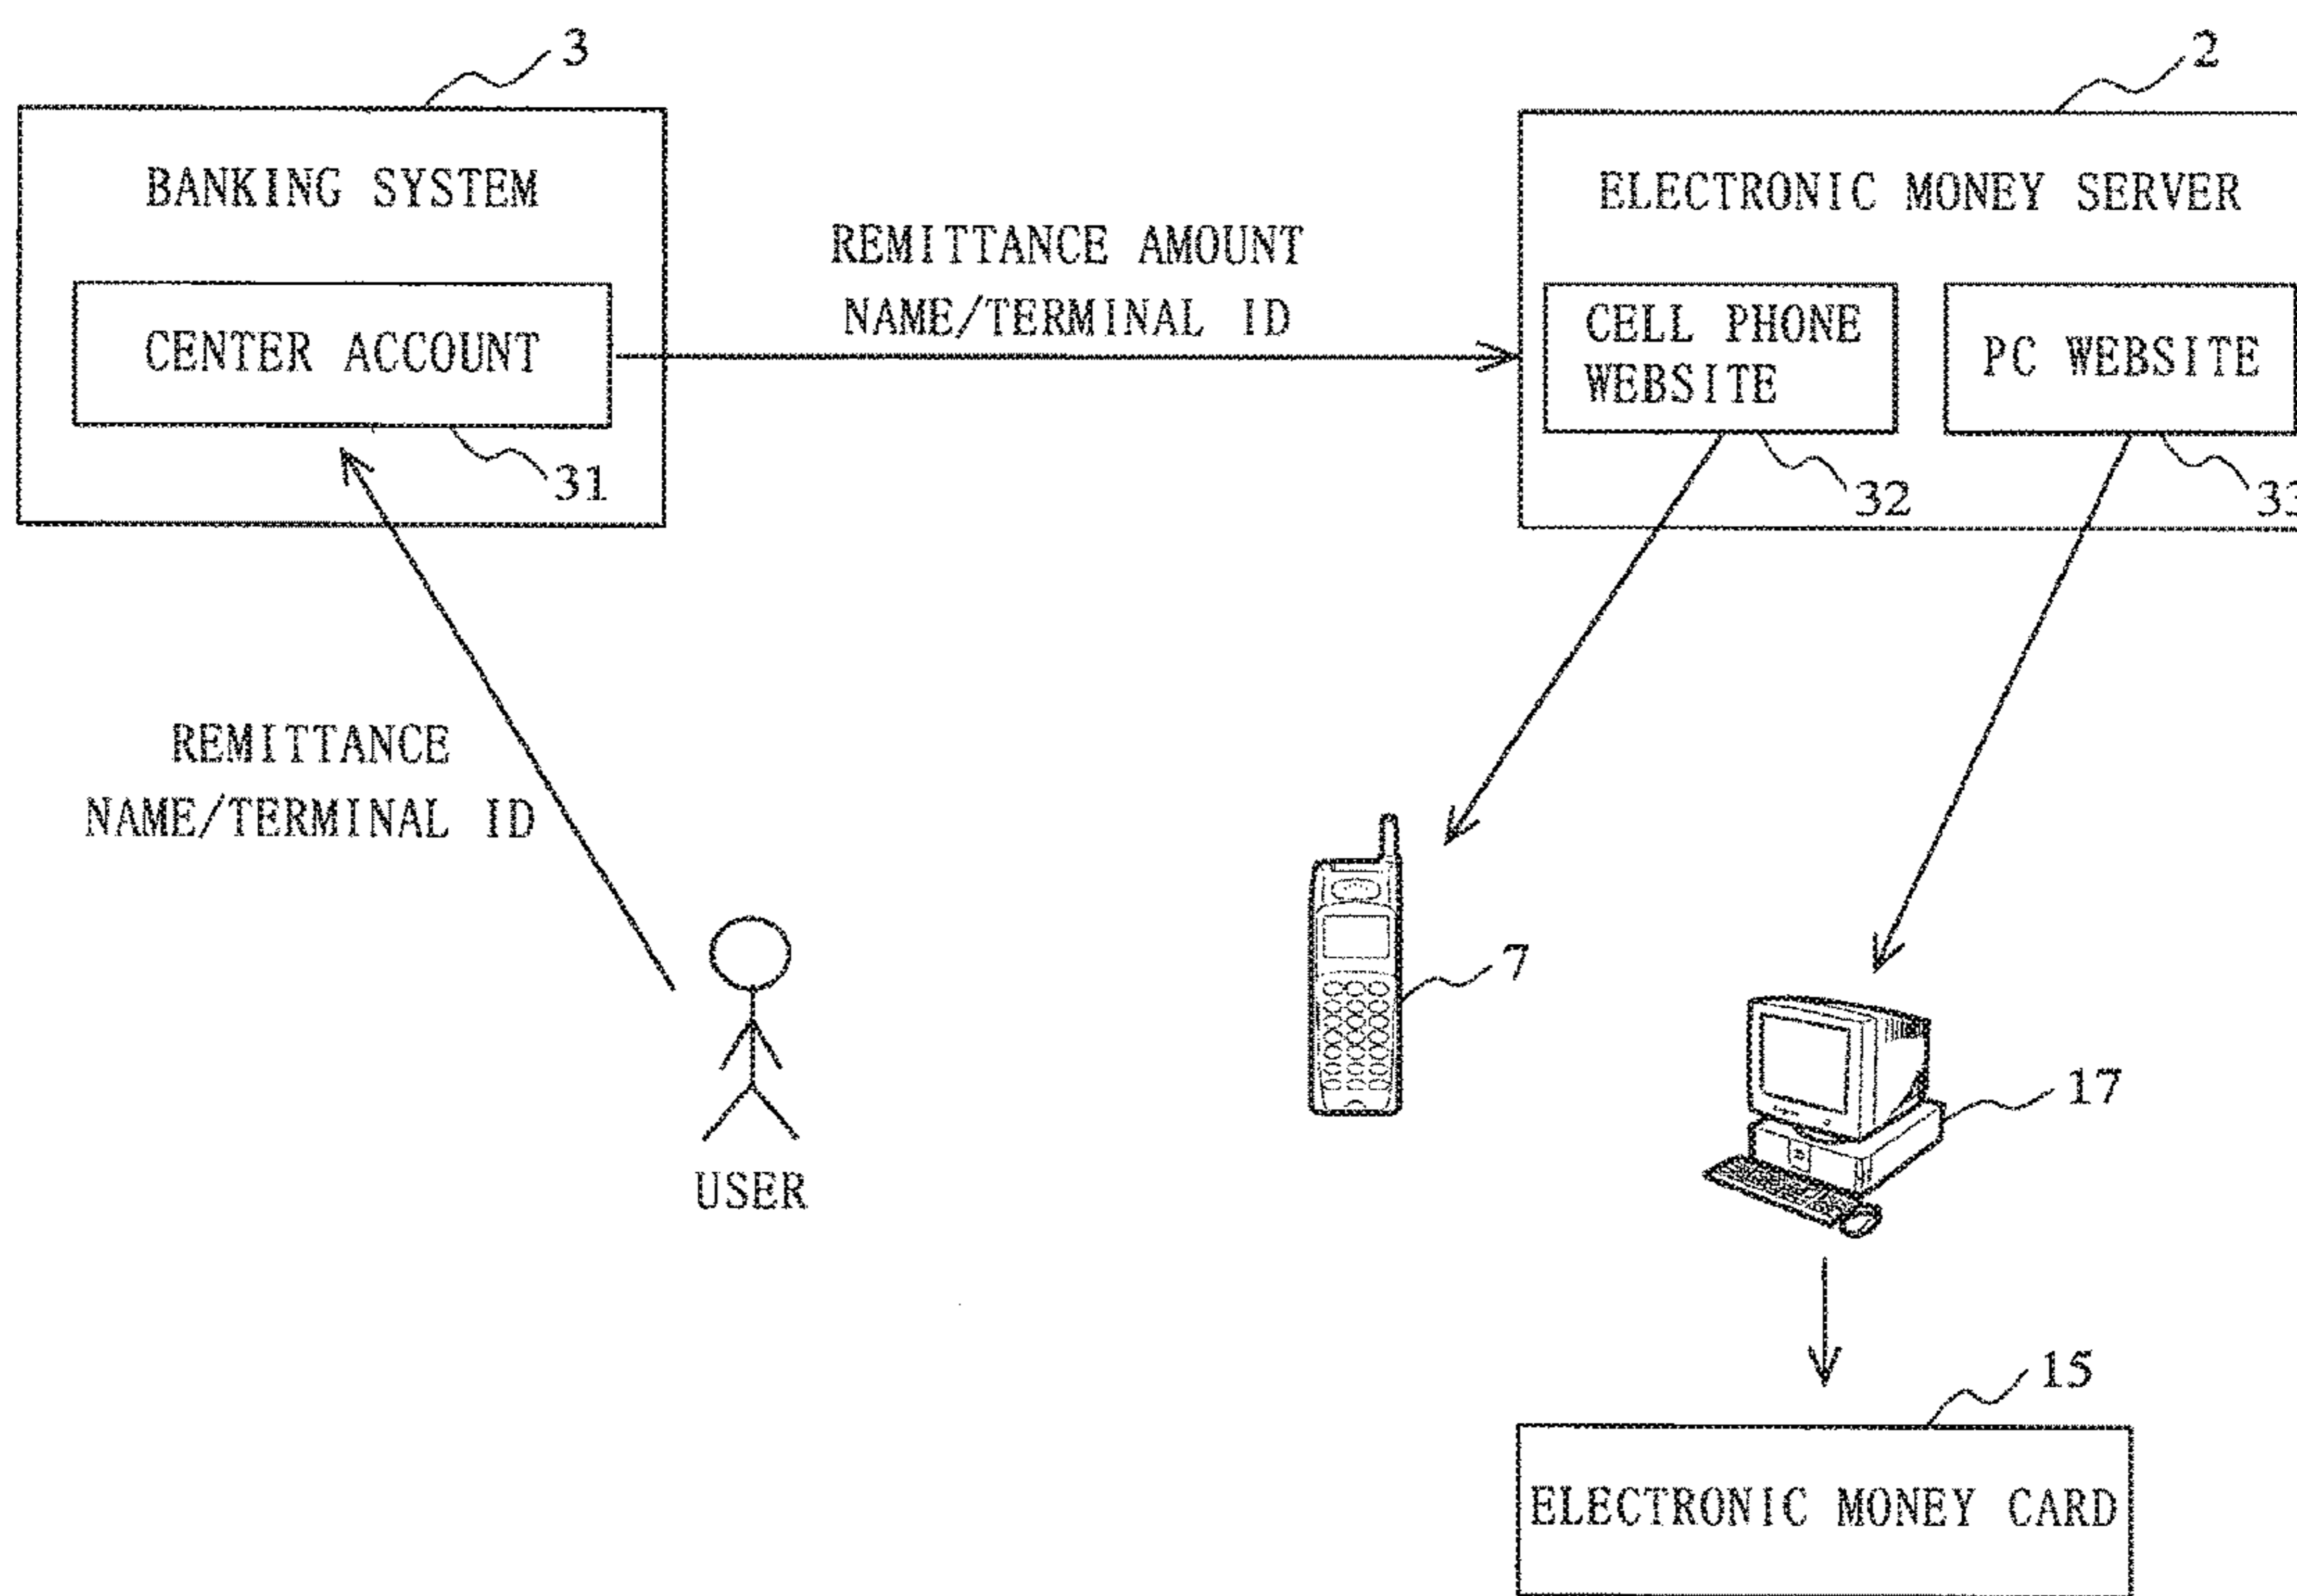 3
2
BANKING SYSTEM
ELECTRONIC MONEY SERVER
REMITTANCE AMOUNT
NAME/TERMINAL ID
CENTER ACCOUNT
CELL PHONE
WEBSITE
PC WEBSITE
31
32
33
REMITTANCE
NAME/TERMINAL ID
7
17
USER
15
ELECTRONIC MONEY CARD